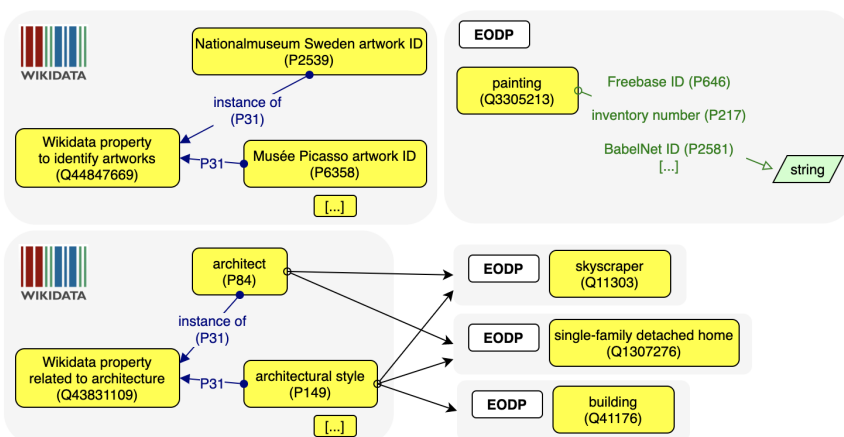 WIKIDATA
Nationalmuseum Sweden artwork ID
(P2539)
instance of
(P31)
Wikidata property
to identify artworks
(Q44847669)
P31
Musée Picasso artwork ID
(P6358)
[...]
EODP
painting
(Q3305213)
Freebase ID (P646)
inventory number (P217)
BabelNet ID (P2581)
[...]
string
WIKIDATA
architect
(P84)
instance of
(P31)
Wikidata property
related to architecture
(Q43831109)
P31
architectural style
(P149)
[...]
EODP
skyscraper
(Q11303)
EODP
single-family detached home
(Q1307276)
EODP
building
(Q41176)